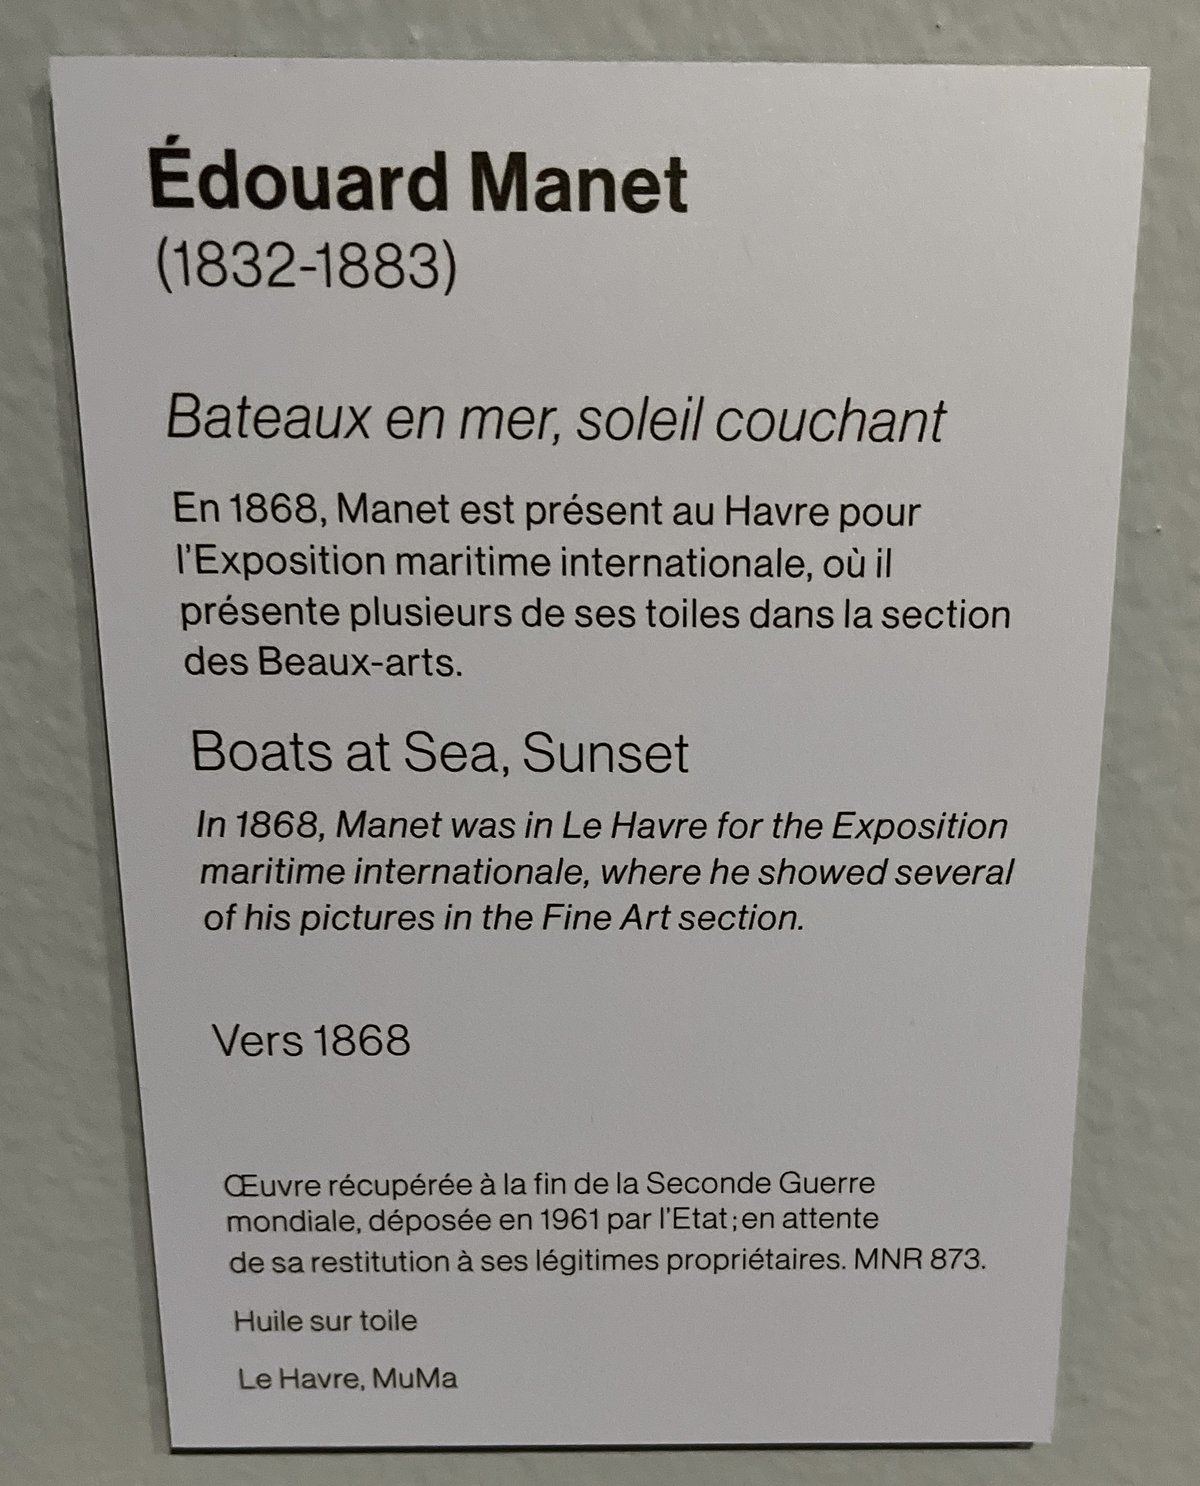 Édouard Manet
(1832-1883)
Bateaux en mer, soleil couchant
En 1868, Manet est présent au Havre pour
l'Exposition maritime internationale, où il
présente plusieurs de ses toiles dans la section
des Beaux-arts.
Boats at Sea, Sunset
In 1868, Manet was in Le Havre for the Exposition
maritime internationale, where he showed several
of his pictures in the Fine Art section.
Vers 1868
Œuvre récupérée à la fin de la Seconde Guerre
mondiale, déposée en 1961 par l'Etat ; en attente
de sa restitution à ses légitimes propriétaires. MNR 873.
Huile sur toile
Le Havre, MuMa